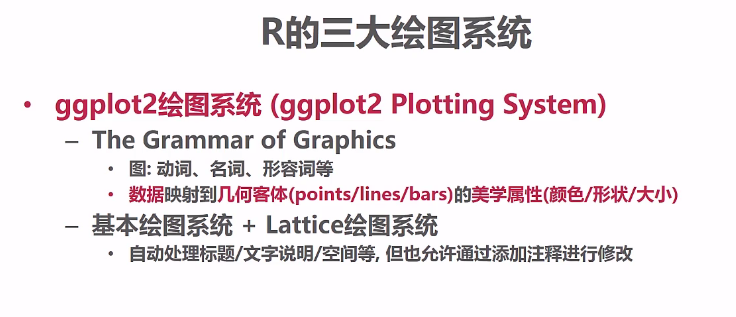 R的三大绘图系统
• ggplot2绘图系统 (ggplot2 Plotting System)
– The Grammar of Graphics
• 图: 动词、名词、形容词等
• 数据映射到几何客体(points/lines/bars)的美学属性(颜色/形状/大小)
– 基本绘图系统 + Lattice绘图系统
• 自动处理标题/文字说明/空间等, 但也允许通过添加注释进行修改